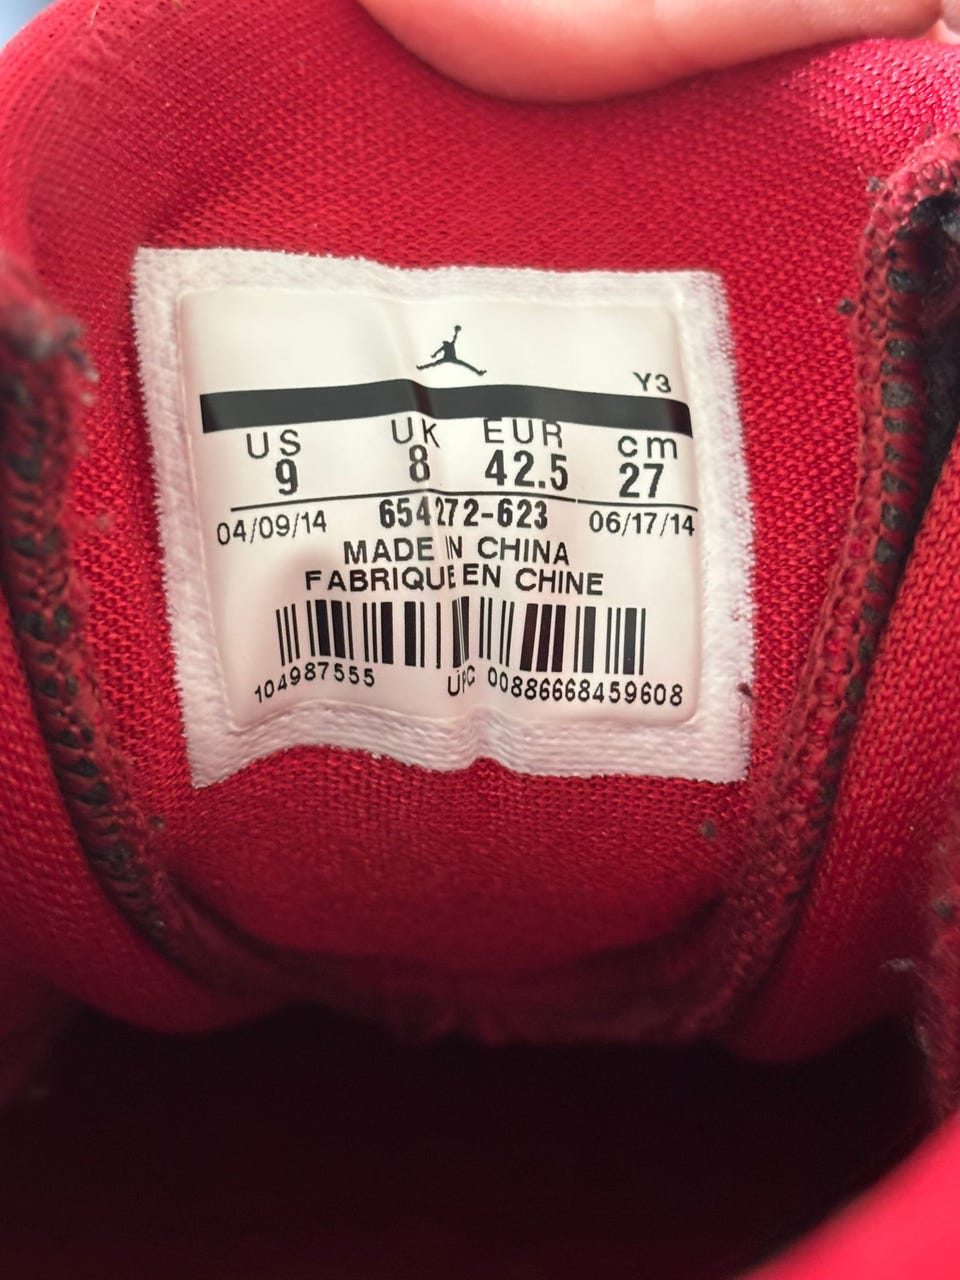 Y3
US UK EUR cm
9 8 42.5 27
04/09/14 654272-623 06/17/14
MADE IN CHINA
FABRIQUE EN CHINE
104987555 UPC 00886668459608